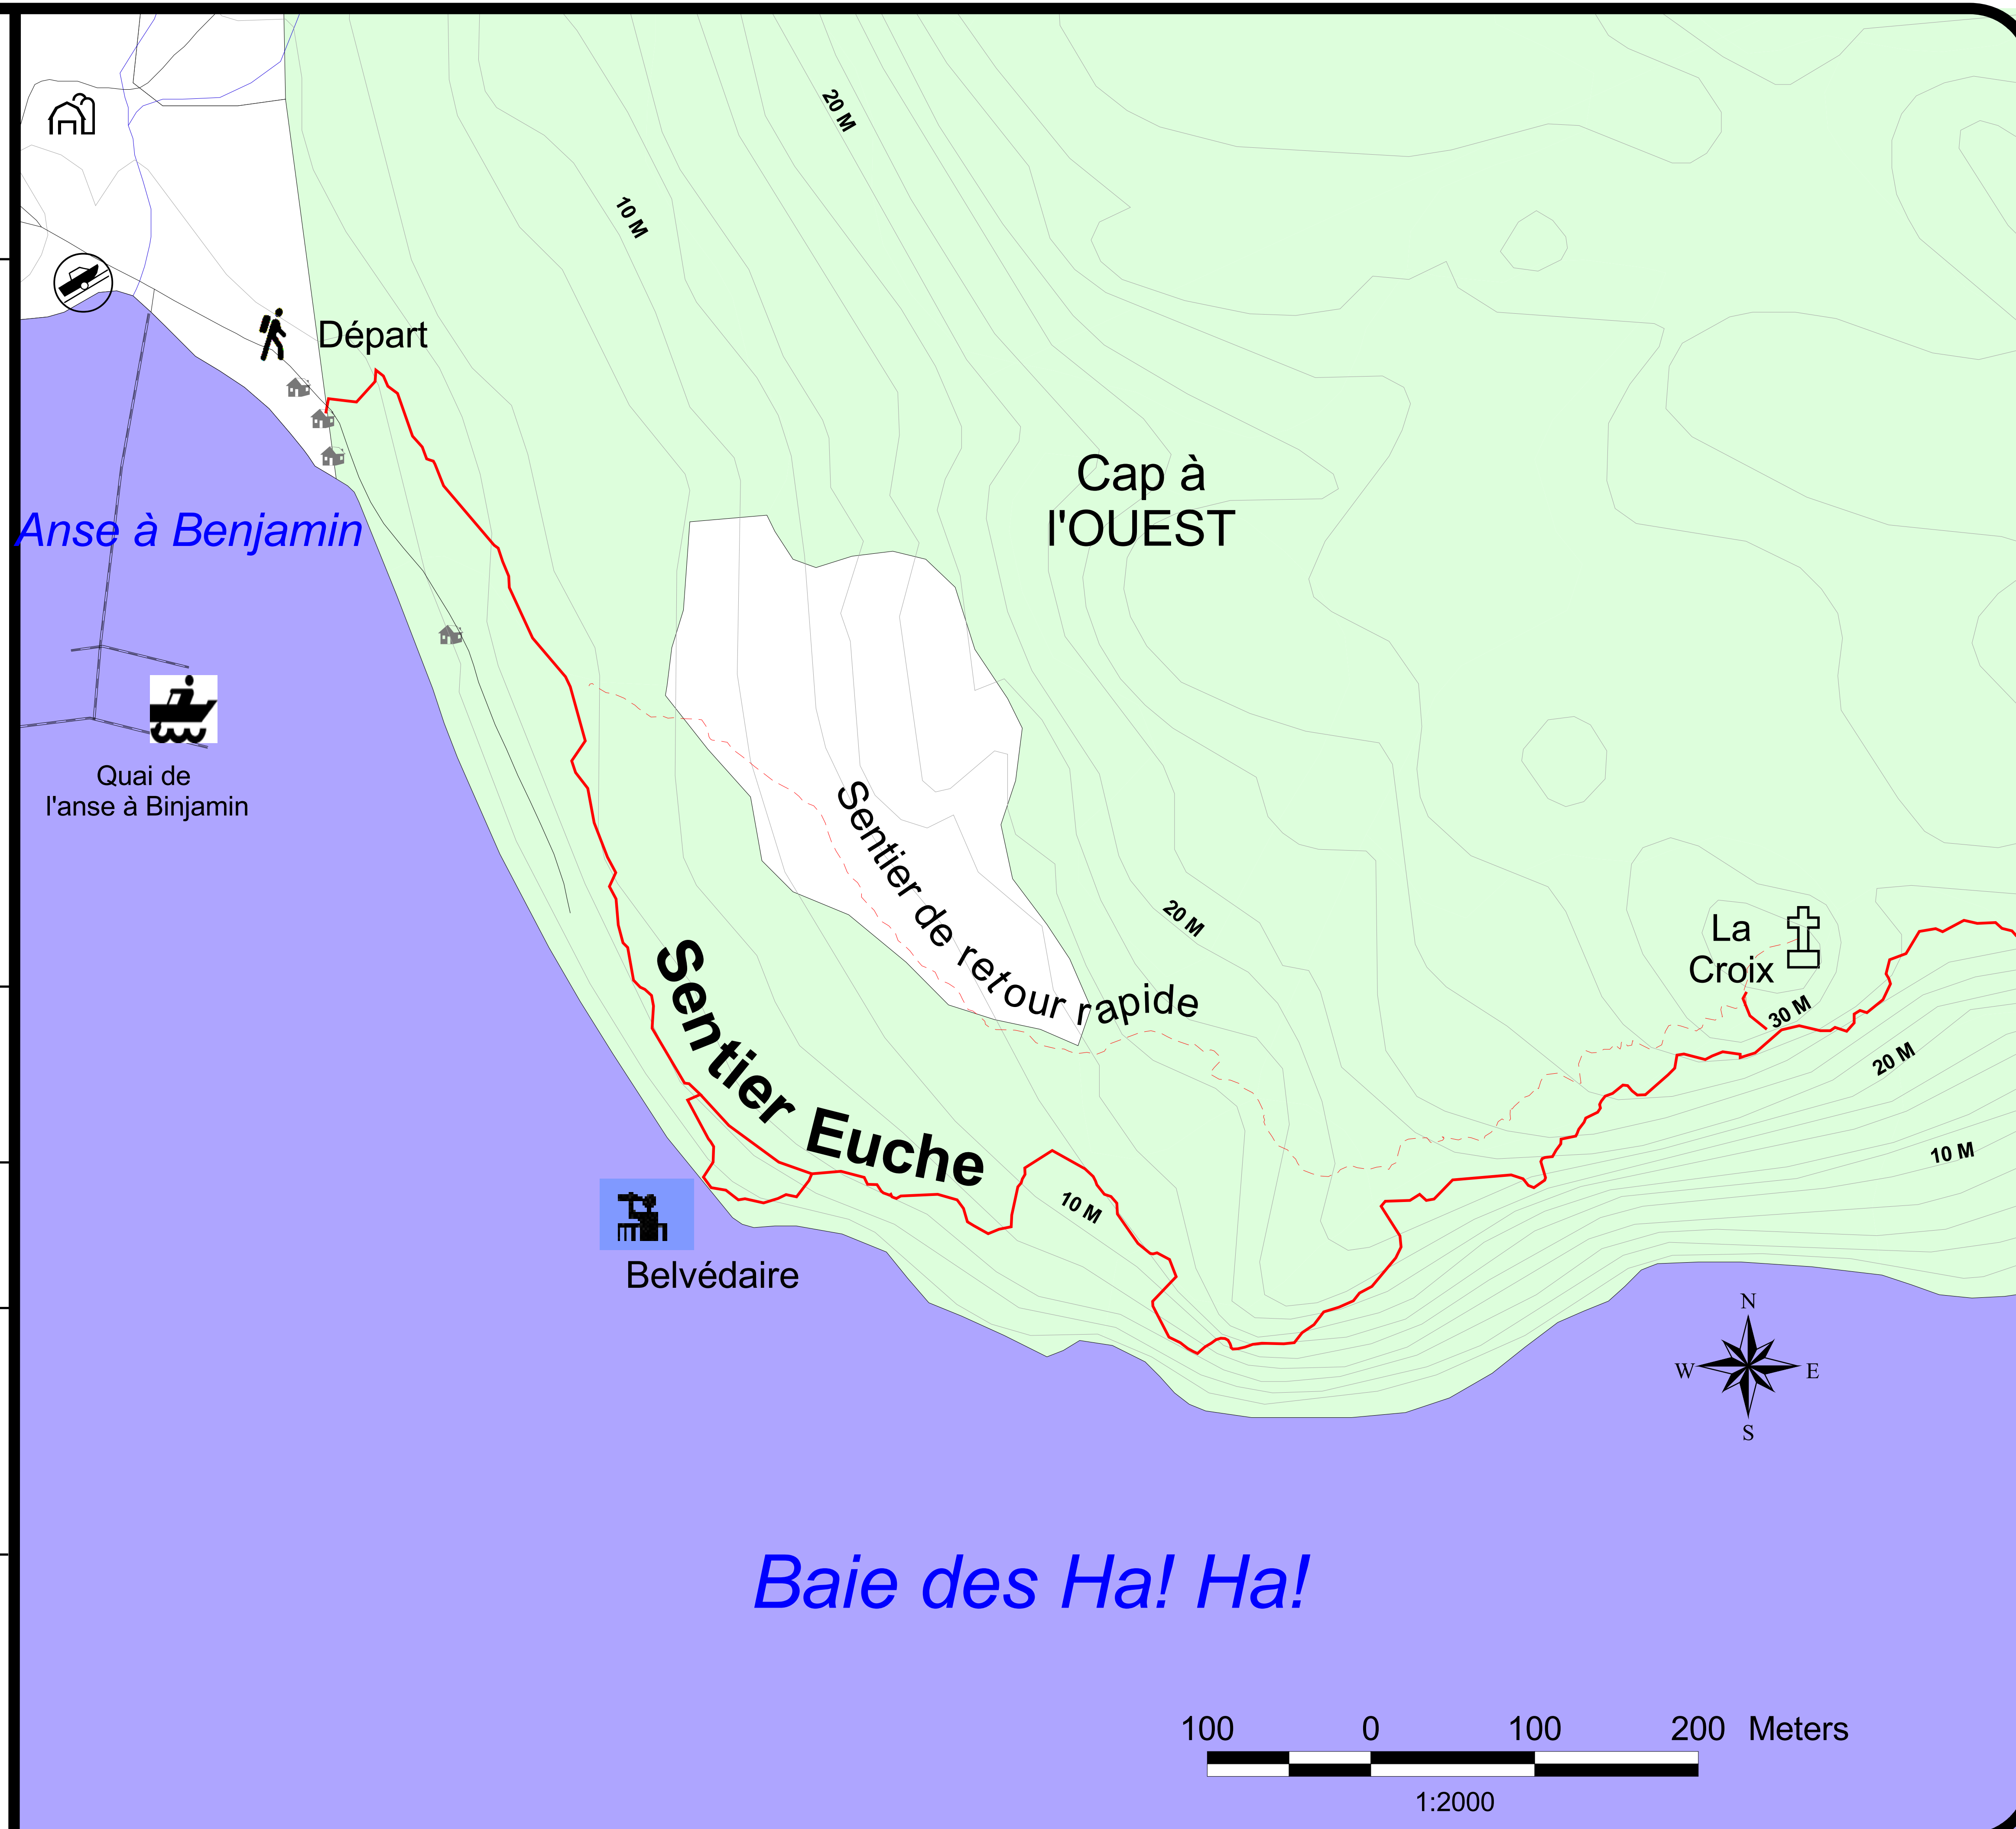 20 M
10 M
Départ
Cap à
l'OUEST
Anse à Benjamin
Quai de
l'anse à Binjamin
Sentier de retour rapide
20 M
La
Croix
30 M
20 M
Sentier Euche
10 M
10 M
Belvédaire
N
W
E
S
Baie des Ha! Ha!
100 0 100 200 Meters
1:2000